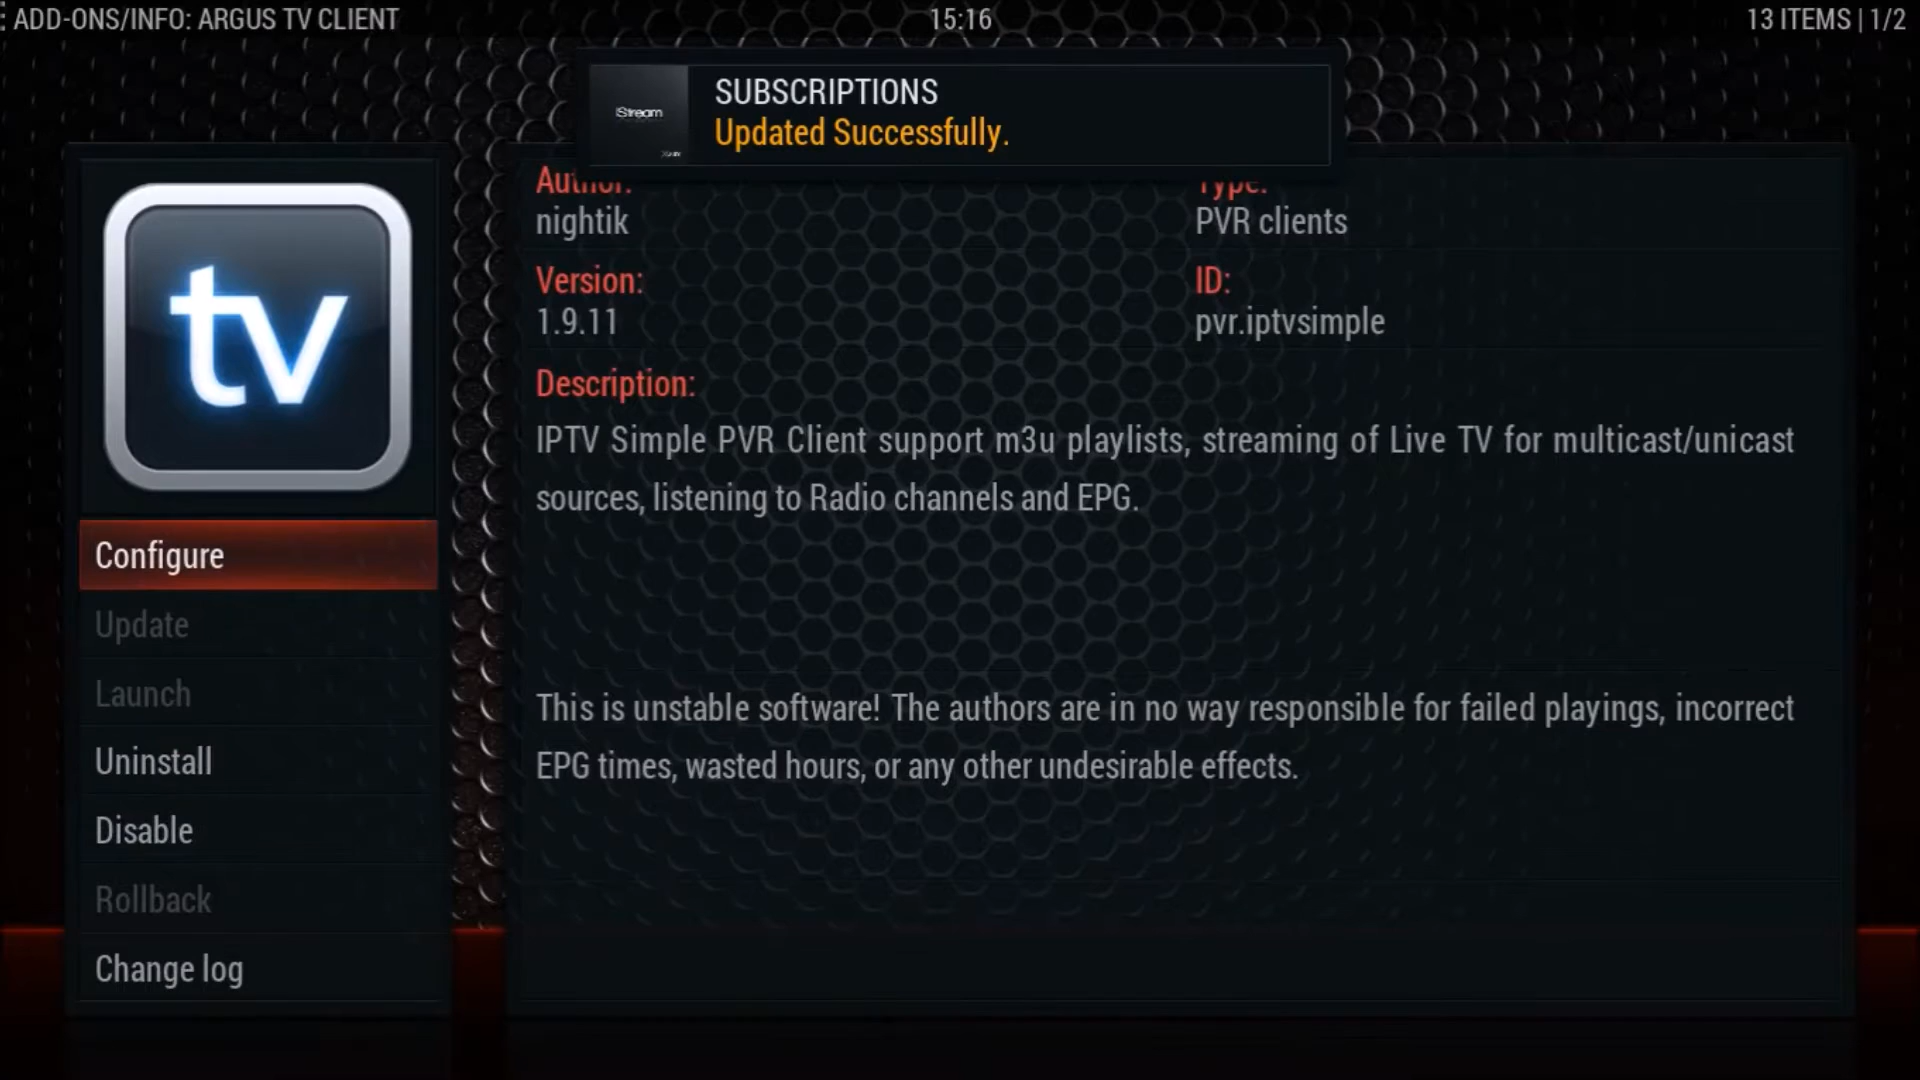 ADD-ONS/INFO: ARGUS TV CLIENT
15:16
13 ITEMS | 1/2
iStream
SUBSCRIPTIONS
Updated Successfully.
tv
Author:
nightik
Type:
PVR clients
Version:
1.9.11
ID:
pvr.iptvsimple
Description:
IPTV Simple PVR Client support m3u playlists, streaming of Live TV for multicast/unicast
sources, listening to Radio channels and EPG.
This is unstable software! The authors are in no way responsible for failed playings, incorrect
EPG times, wasted hours, or any other undesirable effects.
Configure
Update
Launch
Uninstall
Disable
Rollback
Change log